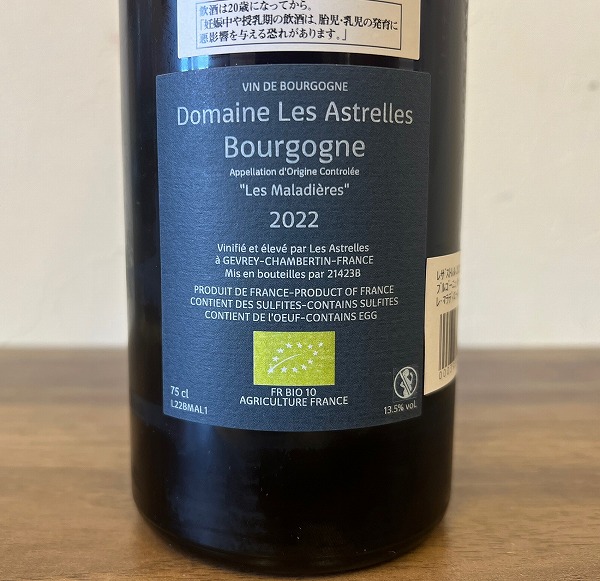 飲酒は20歳になってから。
「妊娠中や授乳期の飲酒は、胎児・乳児の発育に
悪影響を与える恐れがあります。」
VIN DE BOURGOGNE
Domaine Les Astrelles
Bourgogne
Appellation d'Origine Controlée
"Les Maladières"
2022
Vinifié et élevé par Les Astrelles
à GEVREY-CHAMBERTIN-FRANCE
Mis en bouteilles par 21423B
PRODUIT DE FRANCE-PRODUCT OF FRANCE
CONTIENT DES SULFITES-CONTAINS SULFITES
CONTIENT DE L'OEUF-CONTAINS EGG
75 cl
L22BMAL1
FR BIO 10
AGRICULTURE FRANCE
13.5% vol.